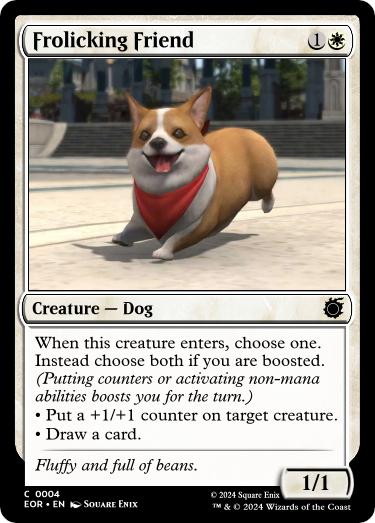 Frolicking Friend 1
Creature — Dog
When this creature enters, choose one.
Instead choose both if you are boosted.
(Putting counters or activating non-mana
abilities boosts you for the turn.)
• Put a +1/+1 counter on target creature.
• Draw a card.
Fluffy and full of beans.
1/1
C 0004
EOR • EN Square Enix
© 2024 Square Enix
™ & © 2024 Wizards of the Coast